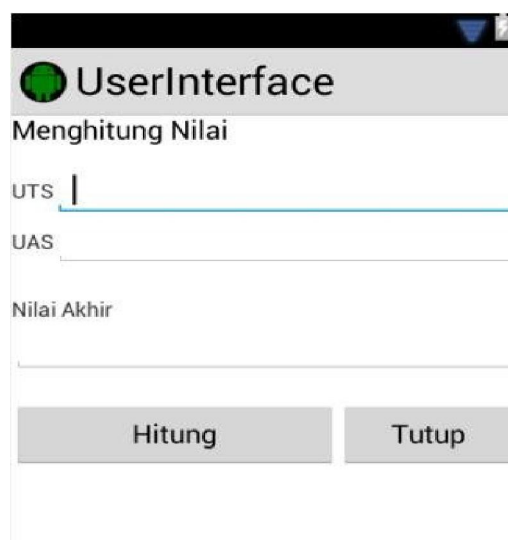 UserInterface
Menghitung Nilai
UTS
UAS
Nilai Akhir
Hitung Tutup